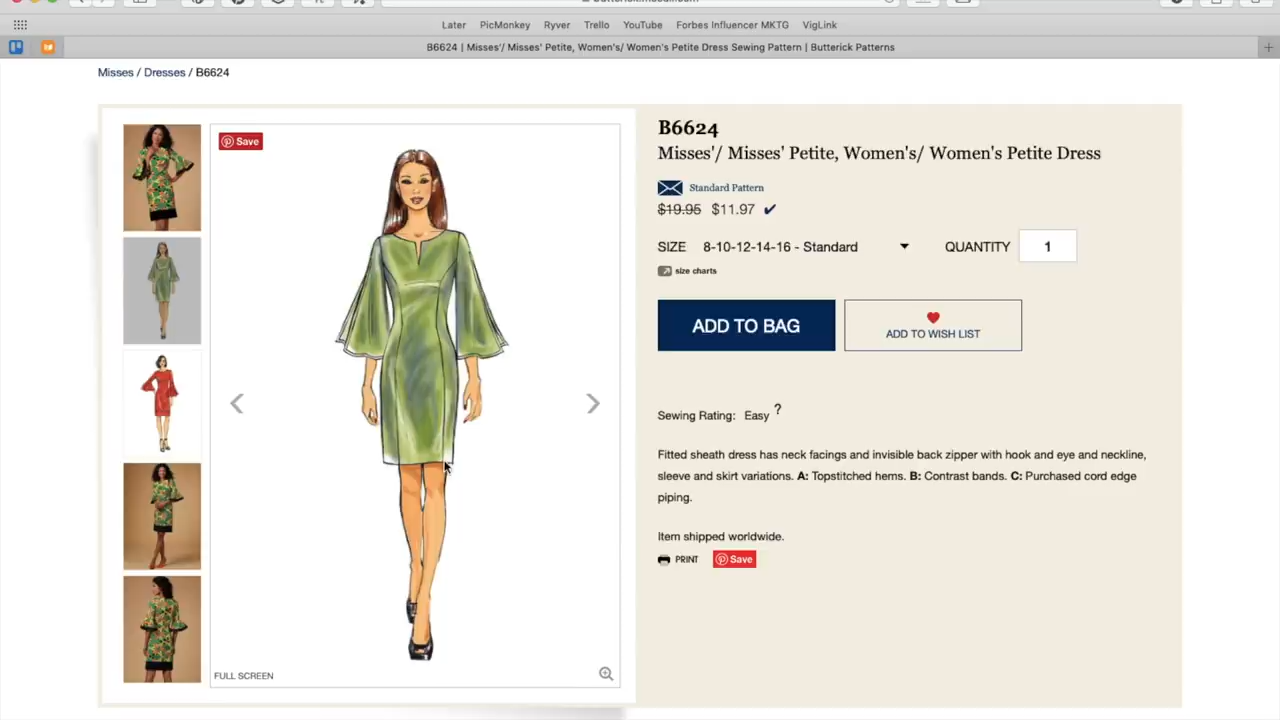 Later PicMonkey Ryver Trello YouTube Forbes Influencer MKTG VigLink
B6624 | Misses'/ Misses' Petite, Women's/ Women's Petite Dress Sewing Pattern | Butterick Patterns
Misses / Dresses / B6624
Save
B6624
Misses'/ Misses' Petite, Women's/ Women's Petite Dress
Standard Pattern
$19.95 $11.97
SIZE 8-10-12-14-16 - Standard QUANTITY 1
size charts
ADD TO BAG
ADD TO WISH LIST
Sewing Rating: Easy ?
Fitted sheath dress has neck facings and invisible back zipper with hook and eye and neckline,
sleeve and skirt variations. A: Topstitched hems. B: Contrast bands. C: Purchased cord edge
piping.
Item shipped worldwide.
PRINT Save
FULL SCREEN